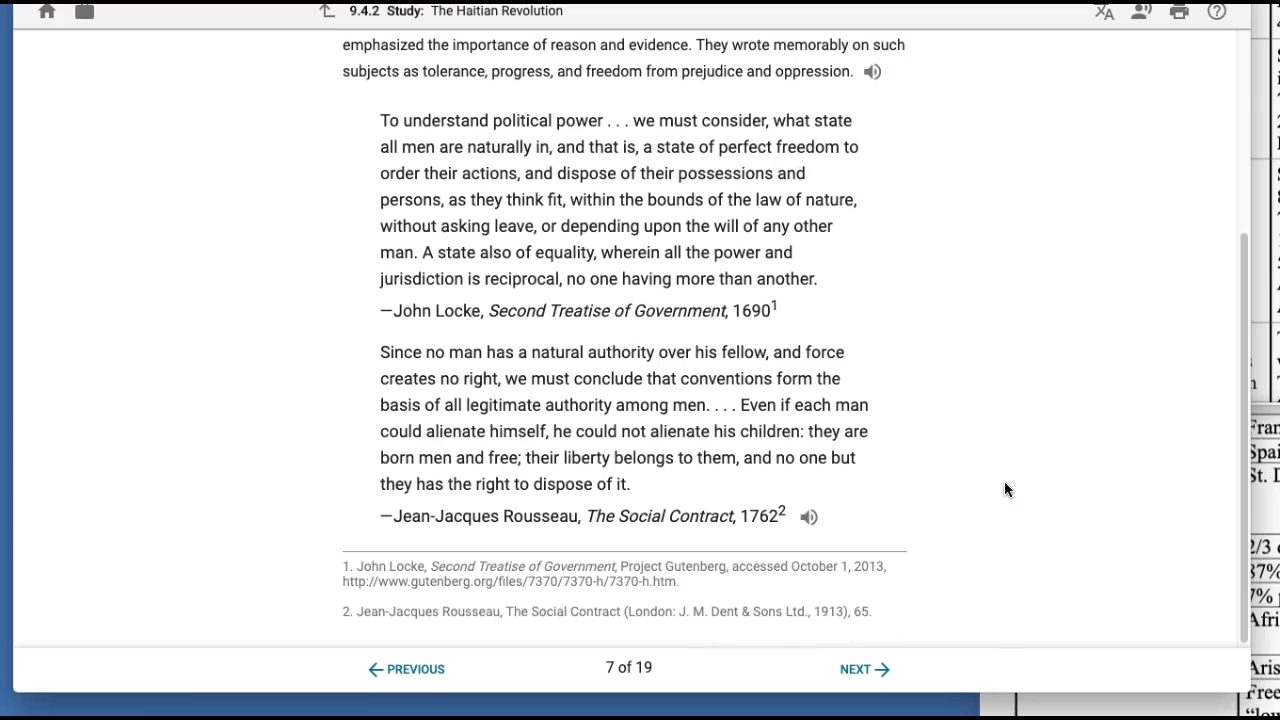 9.4.2 Study: The Haitian Revolution
emphasized the importance of reason and evidence. They wrote memorably on such
subjects as tolerance, progress, and freedom from prejudice and oppression.
To understand political power . . . we must consider, what state
all men are naturally in, and that is, a state of perfect freedom to
order their actions, and dispose of their possessions and
persons, as they think fit, within the bounds of the law of nature,
without asking leave, or depending upon the will of any other
man. A state also of equality, wherein all the power and
jurisdiction is reciprocal, no one having more than another.
—John Locke, Second Treatise of Government, 1690¹
Since no man has a natural authority over his fellow, and force
creates no right, we must conclude that conventions form the
basis of all legitimate authority among men. . . . Even if each man
could alienate himself, he could not alienate his children: they are
born men and free; their liberty belongs to them, and no one but
they has the right to dispose of it.
—Jean-Jacques Rousseau, The Social Contract, 1762²
1. John Locke, Second Treatise of Government, Project Gutenberg, accessed October 1, 2013,
http://www.gutenberg.org/files/7370/7370-h/7370-h.htm.
2. Jean-Jacques Rousseau, The Social Contract (London: J. M. Dent & Sons Ltd., 1913), 65.
PREVIOUS
7 of 19
NEXT
Fran
Spai
St. D
2/3
37%
7%
Afri
Aris
Free